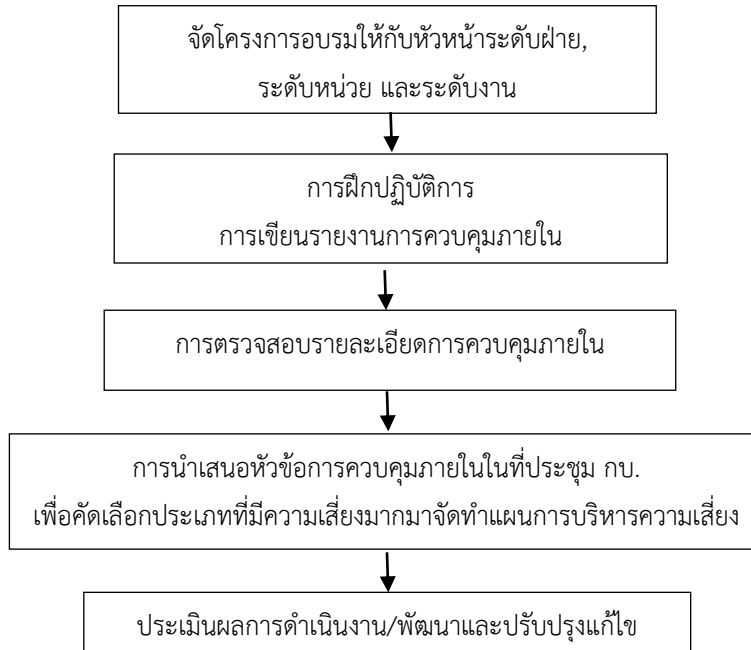 จัดโครงการอบรมให้กับหัวหน้าระดับฝ่าย,
ระดับหน่วย และระดับงาน
การฝึกปฏิบัติการ
การเขียนรายงานการควบคุมภายใน
การตรวจสอบรายละเอียดการควบคุมภายใน
การนำเสนอหัวข้อการควบคุมภายในในที่ประชุม กบ.
เพื่อคัดเลือกประเภทที่มีความเสี่ยงมากมาจัดทำแผนการบริหารความเสี่ยง
ประเมินผลการดำเนินงาน/พัฒนาและปรับปรุงแก้ไข